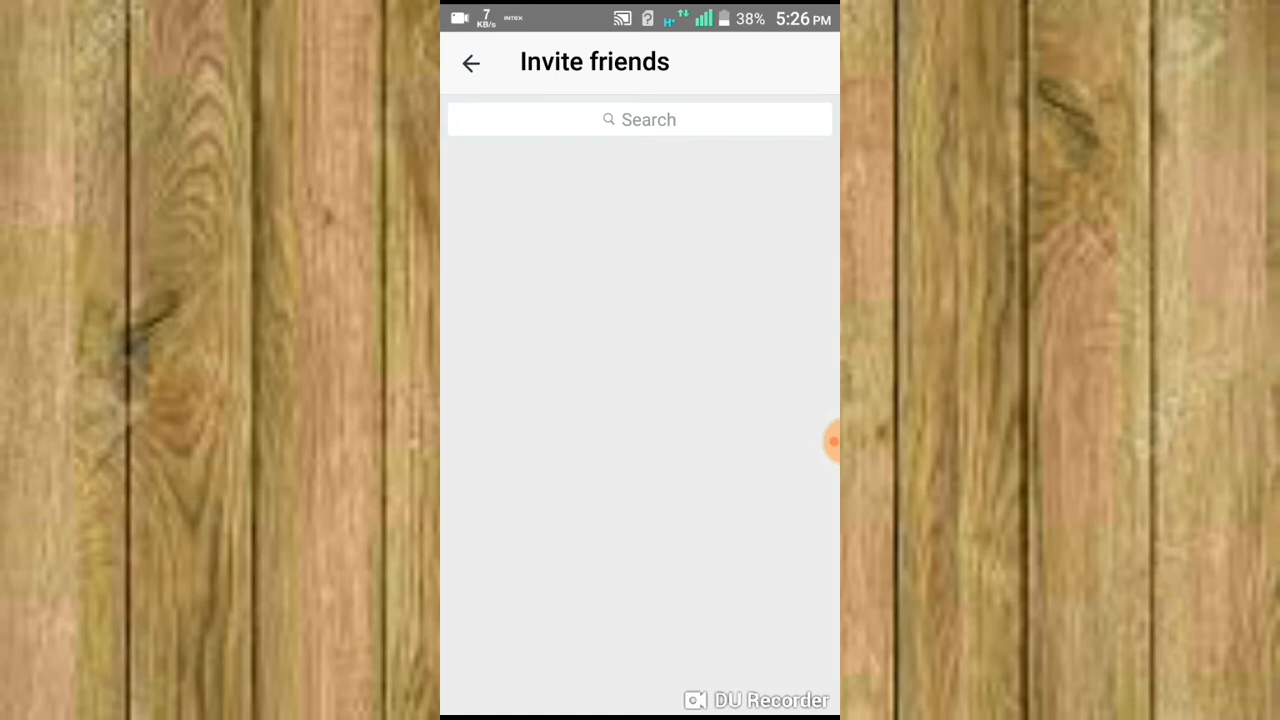 7
KB/s
INTEX
H+
38%
5:26 PM
Invite friends
Search
DU Recorder